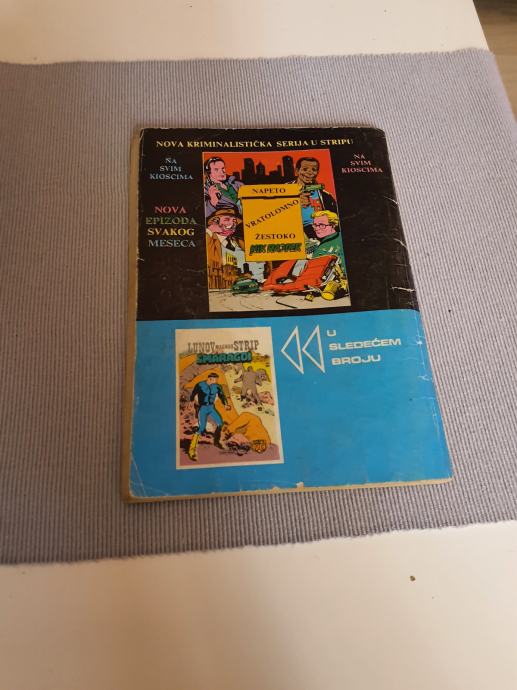 NOVA KRIMINALISTIČKA SERIJA U STRIPU
NA
SVIM
KIOSCIMA
NA
SVIM
KIOSCIMA
NOVA
EPIZODA
SVAKOG
MESECA
NAPETO
VRATOLOMNO
ŽESTOKO
LUNOV MAGNUS STRIP
SMARAGDI
U
SLEDEĆEM
BROJU